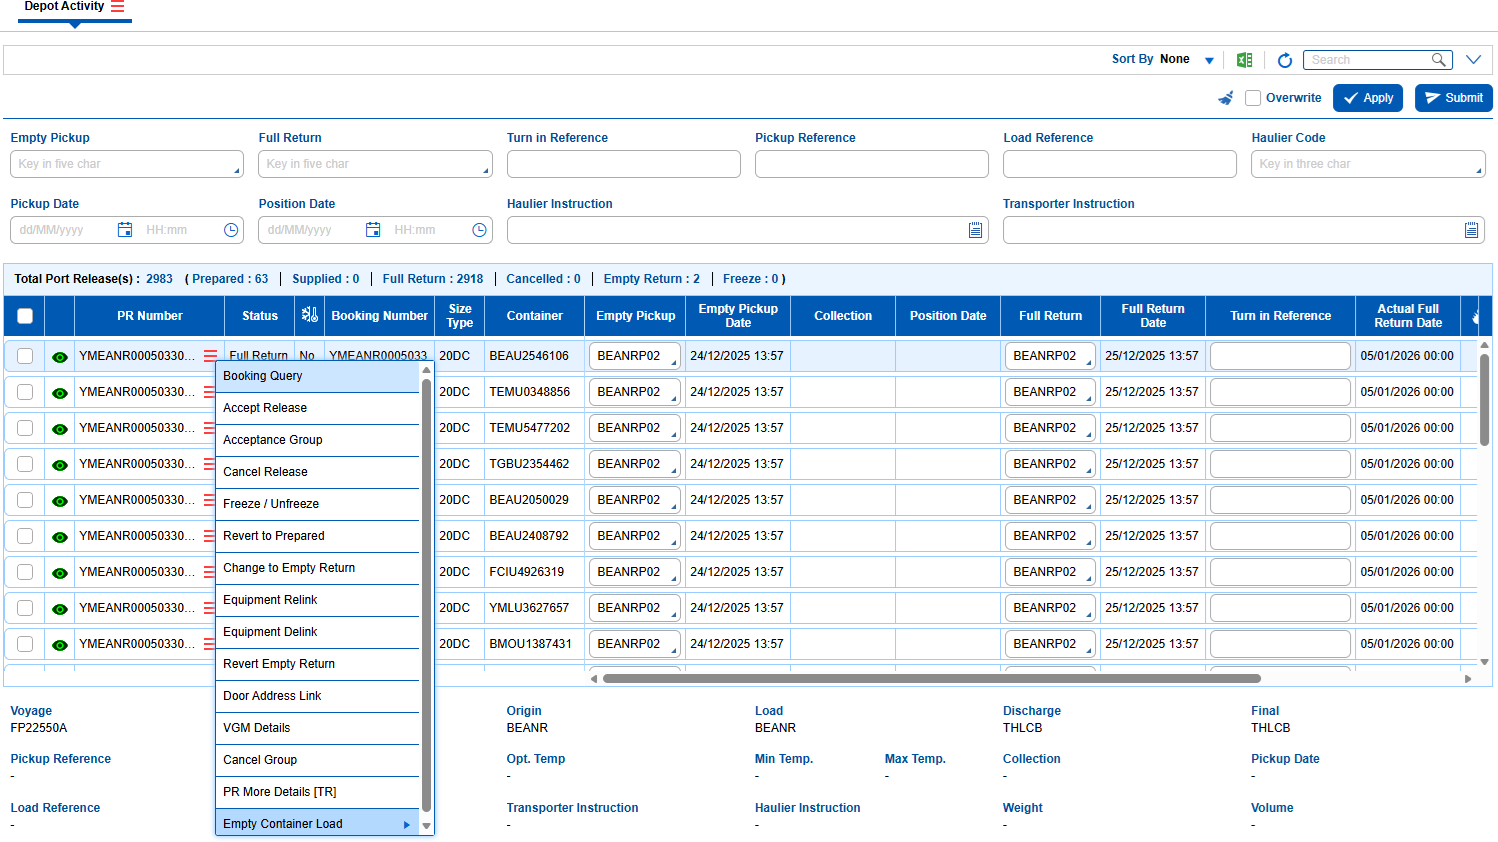 Depot Activity
Sort By None Search
Overwrite Apply Submit
Empty Pickup Full Return Turn in Reference Pickup Reference Load Reference Haulier Code
Key in five char Key in five char Key in three char
Pickup Date Position Date Haulier Instruction Transporter Instruction
dd/MM/yyyy HH:mm dd/MM/yyyy HH:mm
Total Port Release(s) : 2983 ( Prepared : 63 | Supplied : 0 | Full Return : 2918 | Cancelled : 0 | Empty Return : 2 | Freeze : 0 )
PR Number Status Booking Number Size Type Container Empty Pickup Empty Pickup Date Collection Position Date Full Return Full Return Date Turn in Reference Actual Full Return Date
YMEANR00050330... Full Return No YMEANR0005033 20DC BEAU2546106 BEANRP02 24/12/2025 13:57 BEANRP02 25/12/2025 13:57 05/01/2026 00:00
YMEANR00050330... 20DC TEMU0348856 BEANRP02 24/12/2025 13:57 BEANRP02 25/12/2025 13:57 05/01/2026 00:00
YMEANR00050330... 20DC TEMU5477202 BEANRP02 24/12/2025 13:57 BEANRP02 25/12/2025 13:57 05/01/2026 00:00
YMEANR00050330... 20DC TGBU2354462 BEANRP02 24/12/2025 13:57 BEANRP02 25/12/2025 13:57 05/01/2026 00:00
YMEANR00050330... 20DC BEAU2050029 BEANRP02 24/12/2025 13:57 BEANRP02 25/12/2025 13:57 05/01/2026 00:00
YMEANR00050330... 20DC BEAU2408792 BEANRP02 24/12/2025 13:57 BEANRP02 25/12/2025 13:57 05/01/2026 00:00
YMEANR00050330... 20DC FCIU4926319 BEANRP02 24/12/2025 13:57 BEANRP02 25/12/2025 13:57 05/01/2026 00:00
YMEANR00050330... 20DC YMLU3627657 BEANRP02 24/12/2025 13:57 BEANRP02 25/12/2025 13:57 05/01/2026 00:00
YMEANR00050330... 20DC BMOU1387431 BEANRP02 24/12/2025 13:57 BEANRP02 25/12/2025 13:57 05/01/2026 00:00
Booking Query
Accept Release
Acceptance Group
Cancel Release
Freeze / Unfreeze
Revert to Prepared
Change to Empty Return
Equipment Relink
Equipment Delink
Revert Empty Return
Door Address Link
VGM Details
Cancel Group
PR More Details [TR]
Empty Container Load
Voyage Origin Load Discharge Final
FP22550A BEANR BEANR THLCB THLCB
Pickup Reference Opt. Temp Min Temp. Max Temp. Collection Pickup Date
- - - - - -
Load Reference Transporter Instruction Haulier Instruction Weight Volume
- - - - -